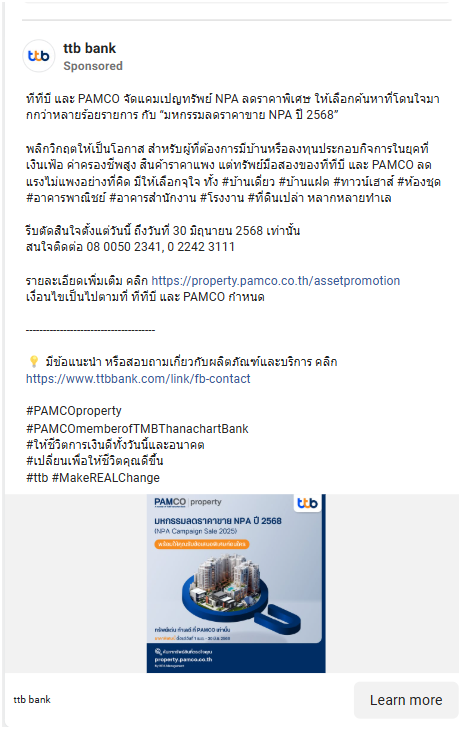 ttb
ttb bank
Sponsored
ทีทีบี และ PAMCO จัดแคมเปญทรัพย์ NPA ลดราคาพิเศษ ให้เลือกค้นหาที่โดนใจมา
กกว่าหลายร้อยรายการ กับ “มหกรรมลดราคาขาย NPA ปี 2568”
พลิกวิกฤตให้เป็นโอกาส สำหรับผู้ที่ต้องการมีบ้านหรือลงทุนประกอบกิจการในยุคที่
เงินเฟ้อ ค่าครองชีพสูง สินค้าราคาแพง แต่ทรัพย์มือสองของทีทีบี และ PAMCO ลด
แรงไม่แพงอย่างที่คิด มีให้เลือกจุใจ ทั้ง #บ้านเดี่ยว #บ้านแฝด #ทาวน์เฮาส์ #ห้องชุด
#อาคารพาณิชย์ #อาคารสำนักงาน #โรงงาน #ที่ดินเปล่า หลากหลายทำเล
รีบตัดสินใจตั้งแต่วันนี้ ถึงวันที่ 30 มิถุนายน 2568 เท่านั้น
สนใจติดต่อ 08 0050 2341, 0 2242 3111
รายละเอียดเพิ่มเติม คลิก https://property.pamco.co.th/assetpromotion
เงื่อนไขเป็นไปตามที่ ทีทีบี และ PAMCO กำหนด
-------------------------------------
💡 มีข้อแนะนำ หรือสอบถามเกี่ยวกับผลิตภัณฑ์และบริการ คลิก
https://www.ttbbank.com/link/fb-contact
#PAMCOproperty
#PAMCOmemberofTMBThanachartBank
#ให้ชีวิตการเงินดีทั้งวันนี้และอนาคต
#เปลี่ยนเพื่อให้ชีวิตคุณดีขึ้น
#ttb #MakeREALChange
PAMCO property
ttb
มหกรรมลดราคาขาย NPA ปี 2568
(NPA Campaign Sale 2025)
ทรัพย์เด่น ทำเลดี ที่ PAMCO เท่านั้น
property.pamco.co.th
ttb bank
Learn more